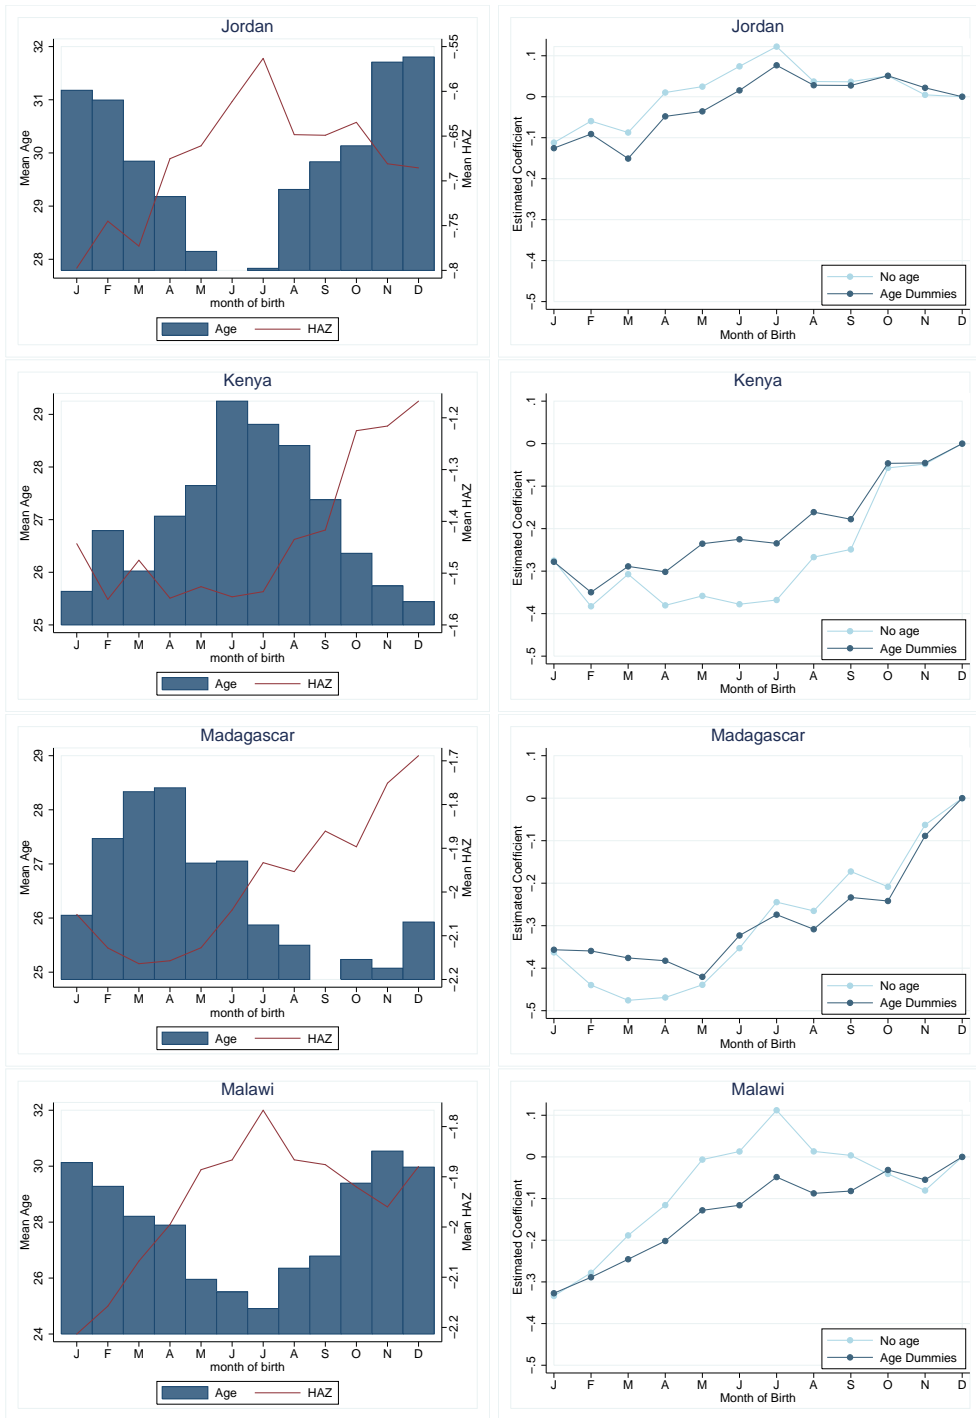 Jordan
Mean Age
28 29 30 31 32
Mean HAZ
-.8 -.75 -.7 -.65 -.6 -.55
J F M A M J J A S O N D
month of birth
Age HAZ
Jordan
Estimated Coefficient
-.5 -.4 -.3 -.2 -.1 0 .1
No age
Age Dummies
J F M A M J J A S O N D
Month of Birth
Kenya
Mean Age
25 26 27 28 29
Mean HAZ
-1.6 -1.5 -1.4 -1.3 -1.2
J F M A M J J A S O N D
month of birth
Age HAZ
Kenya
Estimated Coefficient
-.5 -.4 -.3 -.2 -.1 0 .1
No age
Age Dummies
J F M A M J J A S O N D
Month of Birth
Madagascar
Mean Age
25 26 27 28 29
Mean HAZ
-2.2 -2.1 -2 -1.9 -1.8 -1.7
J F M A M J J A S O N D
month of birth
Age HAZ
Madagascar
Estimated Coefficient
-.5 -.4 -.3 -.2 -.1 0 .1
No age
Age Dummies
J F M A M J J A S O N D
Month of Birth
Malawi
Mean Age
24 26 28 30 32
Mean HAZ
-2.2 -2.1 -2 -1.9 -1.8
J F M A M J J A S O N D
month of birth
Age HAZ
Malawi
Estimated Coefficient
-.5 -.4 -.3 -.2 -.1 0 .1
No age
Age Dummies
J F M A M J J A S O N D
Month of Birth